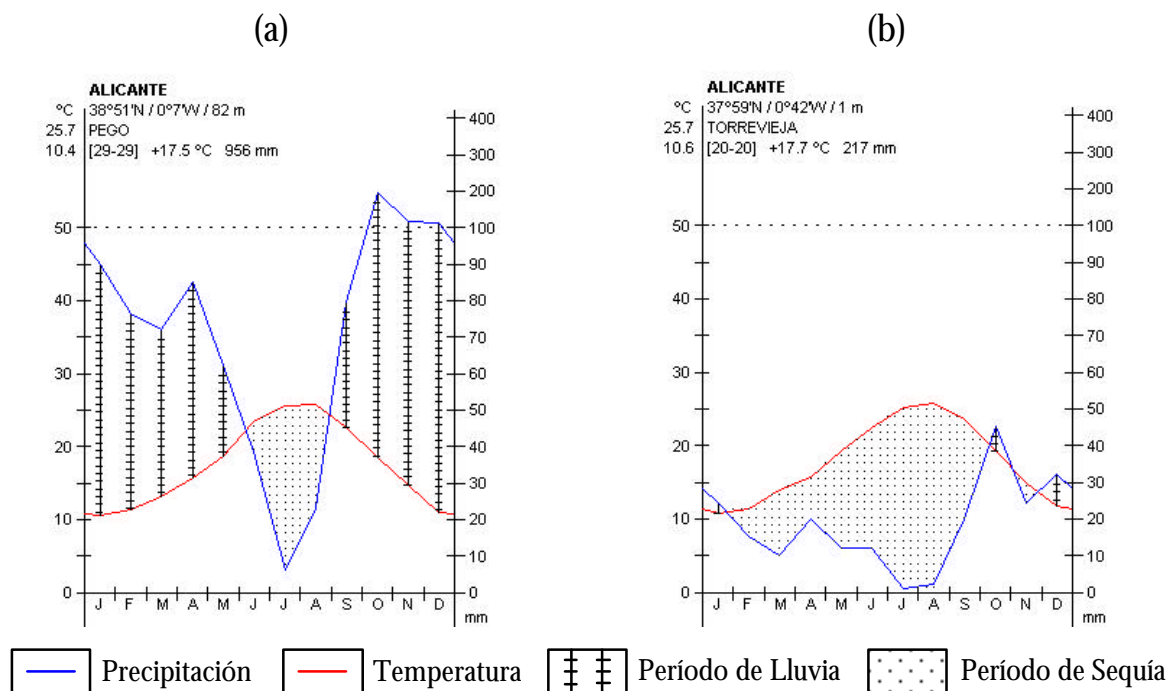 (a)
(b)
ALICANTE
°C 38°51'N / 0°7'W / 82 m
25.7 PEGO
10.4 [29-29] +17.5 °C 956 mm
400
300
200
50 100
90
40 80
70
30 60
50
20 40
30
10 20
10
0 0
J F M A M J J A S O N D
mm
ALICANTE
°C 37°59'N / 0°42'W / 1 m
25.7 TORREVIEJA
10.6 [20-20] +17.7 °C 217 mm
400
300
200
50 100
90
40 80
70
30 60
50
20 40
30
10 20
10
0 0
J F M A M J J A S O N D
mm
Precipitación Temperatura Período de Lluvia Período de Sequía